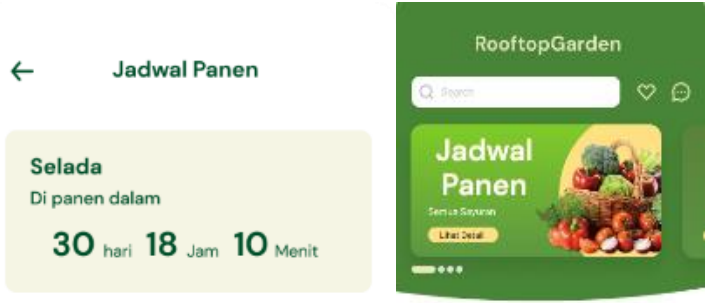 Jadwal Panen
Selada
Di panen dalam
30 hari 18 Jam 10 Menit
RooftopGarden
Search
Jadwal
Panen
Semua Sayuran
Lihat Detail